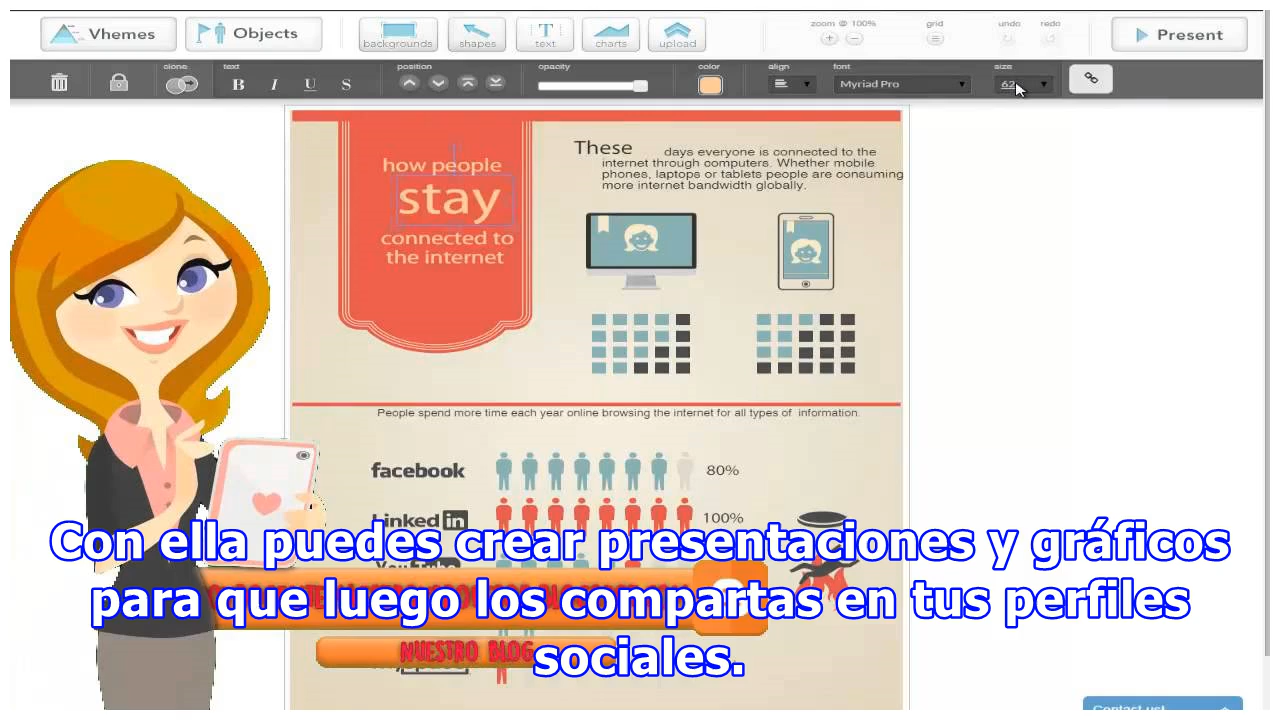 Vhemes
Objects
backgrounds
shapes
text
charts
upload
zoom @ 100%
grid
undo
redo
Present
clone
text
B I U S
position
opacity
color
align
font
Myriad Pro
size
62
how people
stay
connected to
the internet
These days everyone is connected to the
internet through computers. Whether mobile
phones, laptops or tablets people are consuming
more internet bandwidth globally.
People spend more time each year online browsing the internet for all types of information.
facebook
80%
Linked in
100%
YouTube
Con ella puedes crear presentaciones y gráficos
para que luego los compartas en tus perfiles
sociales.
NUESTRO BLOG
Contact us!